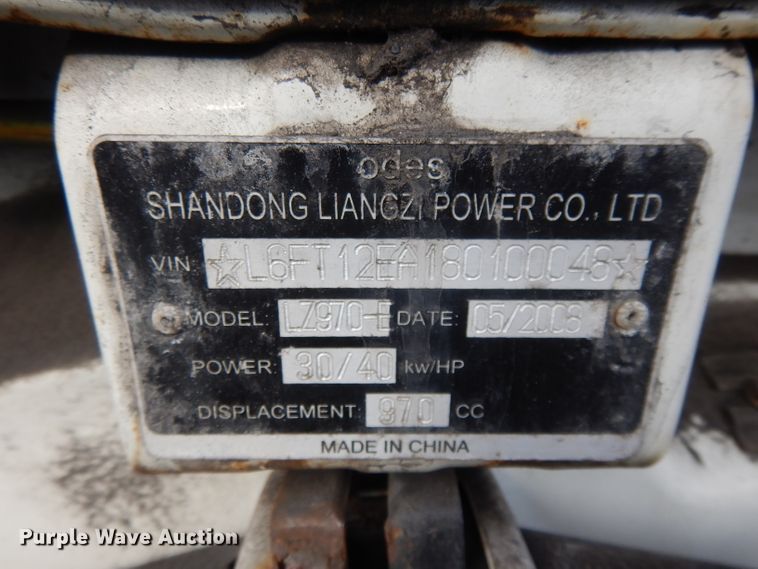 odes
SHANDONG LIANGZI POWER CO., LTD
VIN: ☆L6FT12EA180100048☆
MODEL: LZ970-E DATE: 05/2008
POWER: 30/40 kw/HP
DISPLACEMENT: 970 CC
MADE IN CHINA
Purple Wave Auction